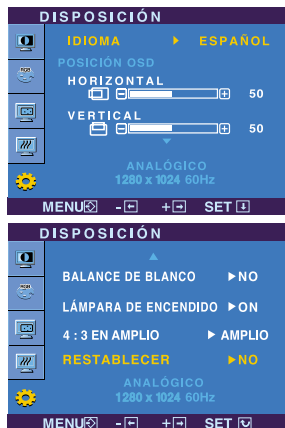 DISPOSICIÓN
IDIOMA ▶ ESPAÑOL
POSICIÓN OSD
HORIZONTAL
50
VERTICAL
50
ANALÓGICO
1280 x 1024 60Hz
MENU - + SET
DISPOSICIÓN
BALANCE DE BLANCO ▶NO
LÁMPARA DE ENCENDIDO ▶ON
4 : 3 EN AMPLIO ▶ AMPLIO
RESTABLECER ▶NO
ANALÓGICO
1280 x 1024 60Hz
MENU - + SET